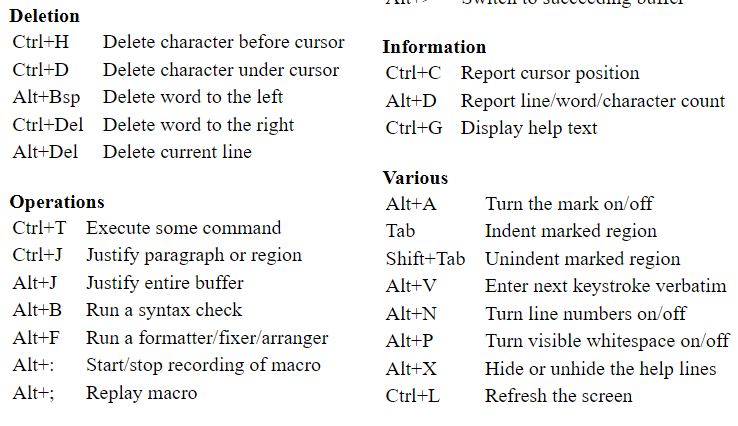 Deletion
Ctrl+H Delete character before cursor
Ctrl+D Delete character under cursor
Alt+Bsp Delete word to the left
Ctrl+Del Delete word to the right
Alt+Del Delete current line
Operations
Ctrl+T Execute some command
Ctrl+J Justify paragraph or region
Alt+J Justify entire buffer
Alt+B Run a syntax check
Alt+F Run a formatter/fixer/arranger
Alt+: Start/stop recording of macro
Alt+; Replay macro
Alt+> Switch to succeeding buffer
Information
Ctrl+C Report cursor position
Alt+D Report line/word/character count
Ctrl+G Display help text
Various
Alt+A Turn the mark on/off
Tab Indent marked region
Shift+Tab Unindent marked region
Alt+V Enter next keystroke verbatim
Alt+N Turn line numbers on/off
Alt+P Turn visible whitespace on/off
Alt+X Hide or unhide the help lines
Ctrl+L Refresh the screen